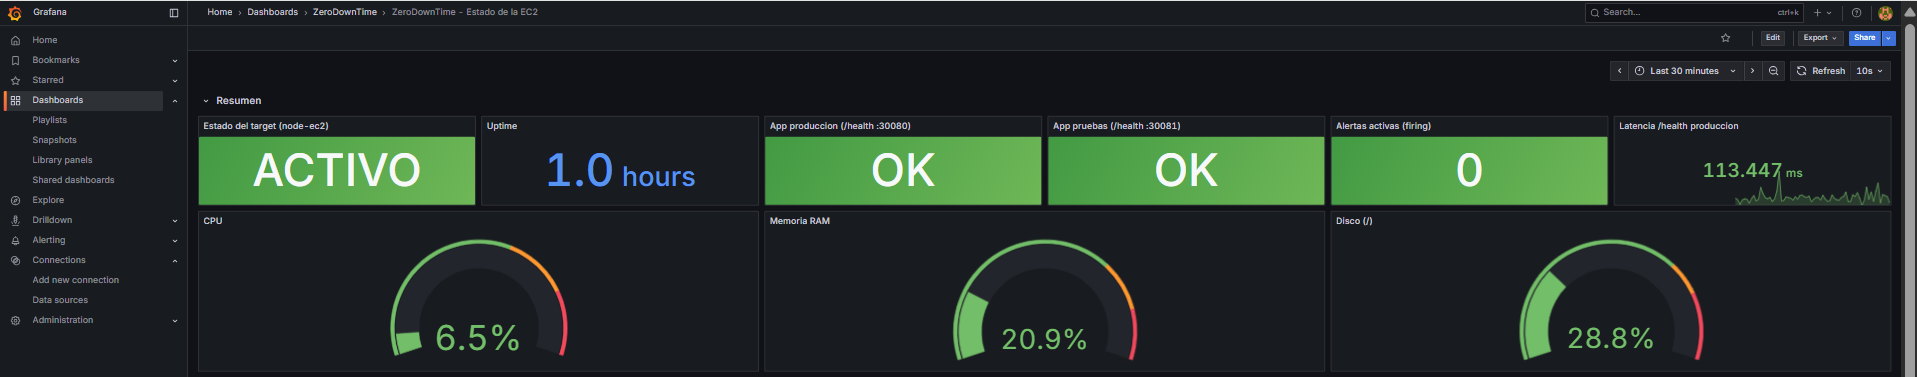 Grafana
Home › Dashboards › ZeroDownTime › ZeroDownTime - Estado de la EC2
Search...
ctrl+k
Edit
Export
Share
Home
Bookmarks
Starred
Dashboards
Playlists
Snapshots
Library panels
Shared dashboards
Explore
Drilldown
Alerting
Connections
Add new connection
Data sources
Administration
Last 30 minutes
Refresh
10s
Resumen
Estado del target (node-ec2)
ACTIVO
Uptime
1.0 hours
App produccion (/health :30080)
OK
App pruebas (/health :30081)
OK
Alertas activas (firing)
0
Latencia /health produccion
113.447 ms
CPU
6.5%
Memoria RAM
20.9%
Disco (/)
28.8%